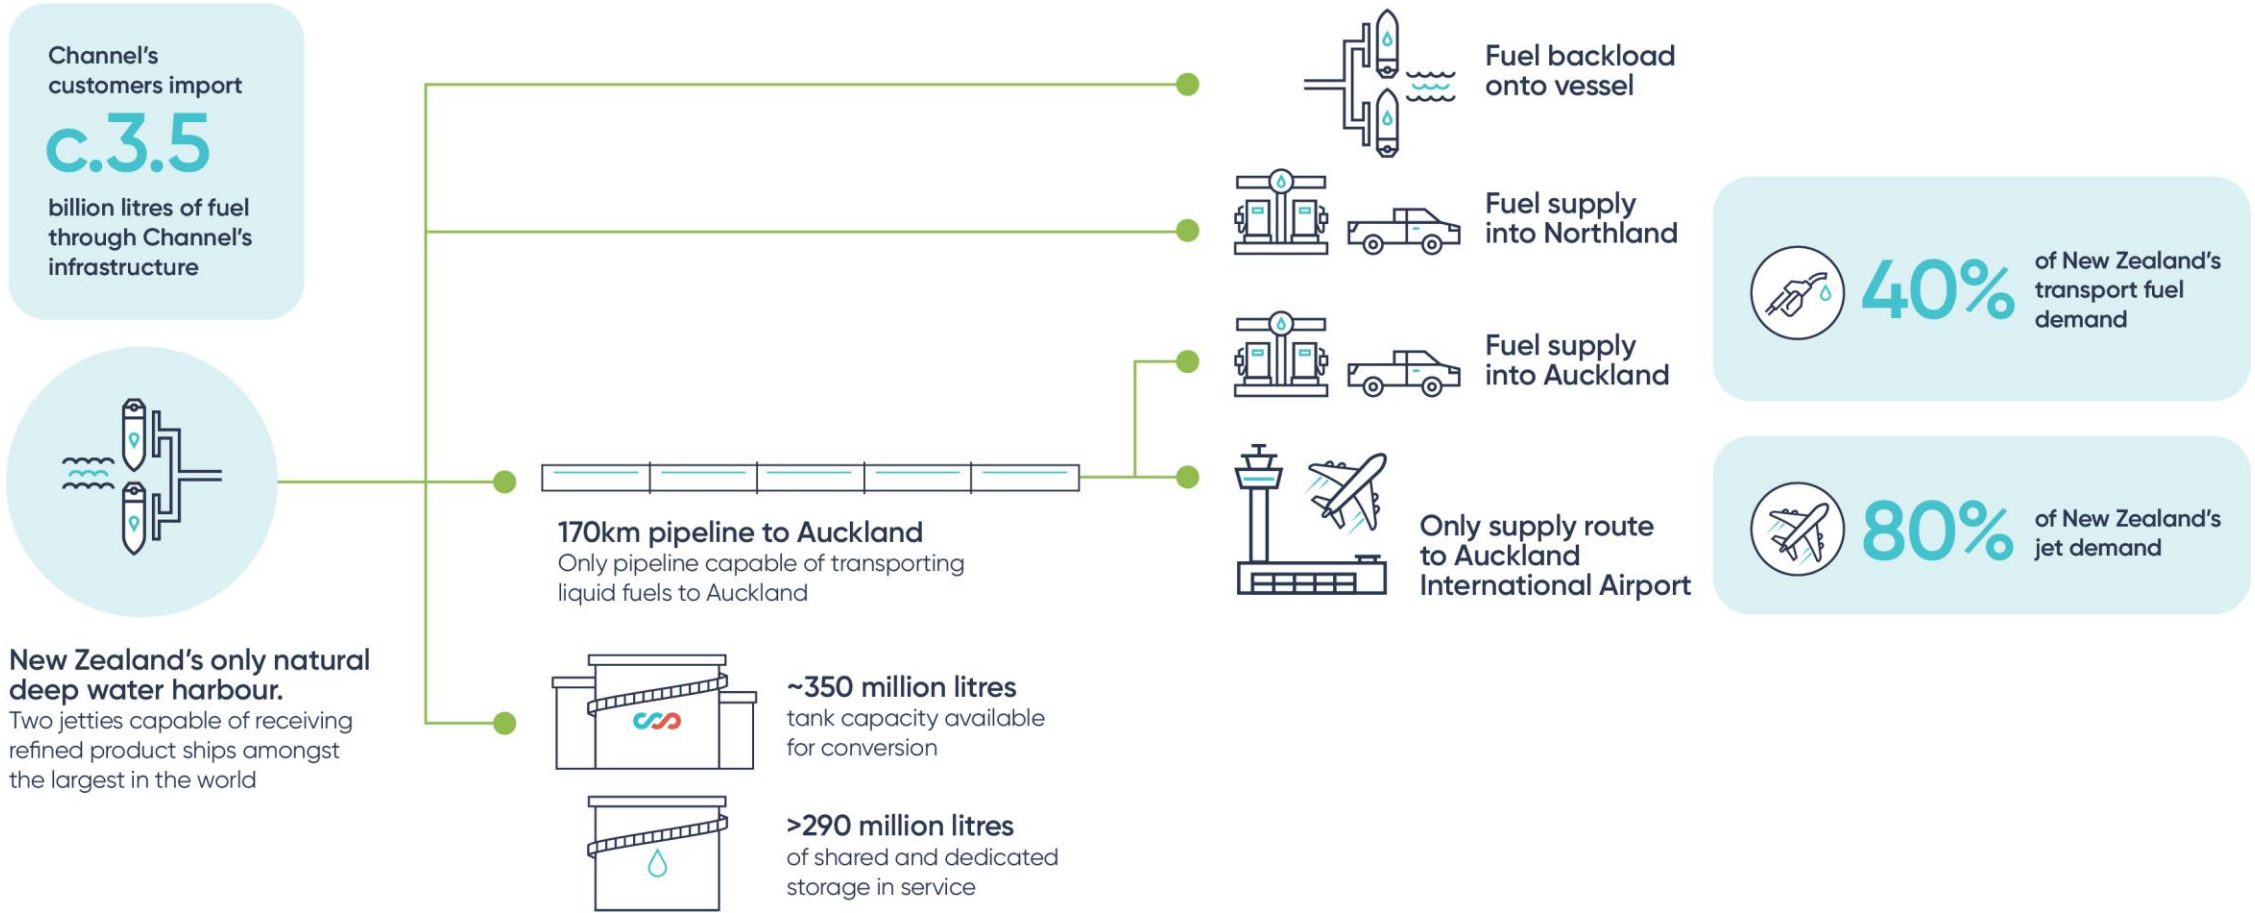 Channel's
customers import
c.3.5
billion litres of fuel
through Channel's
infrastructure
New Zealand's only natural
deep water harbour.
Two jetties capable of receiving
refined product ships amongst
the largest in the world
170km pipeline to Auckland
Only pipeline capable of transporting
liquid fuels to Auckland
~350 million litres
tank capacity available
for conversion
>290 million litres
of shared and dedicated
storage in service
Fuel backload
onto vessel
Fuel supply
into Northland
Fuel supply
into Auckland
Only supply route
to Auckland
International Airport
40%
of New Zealand's
transport fuel
demand
80%
of New Zealand's
jet demand